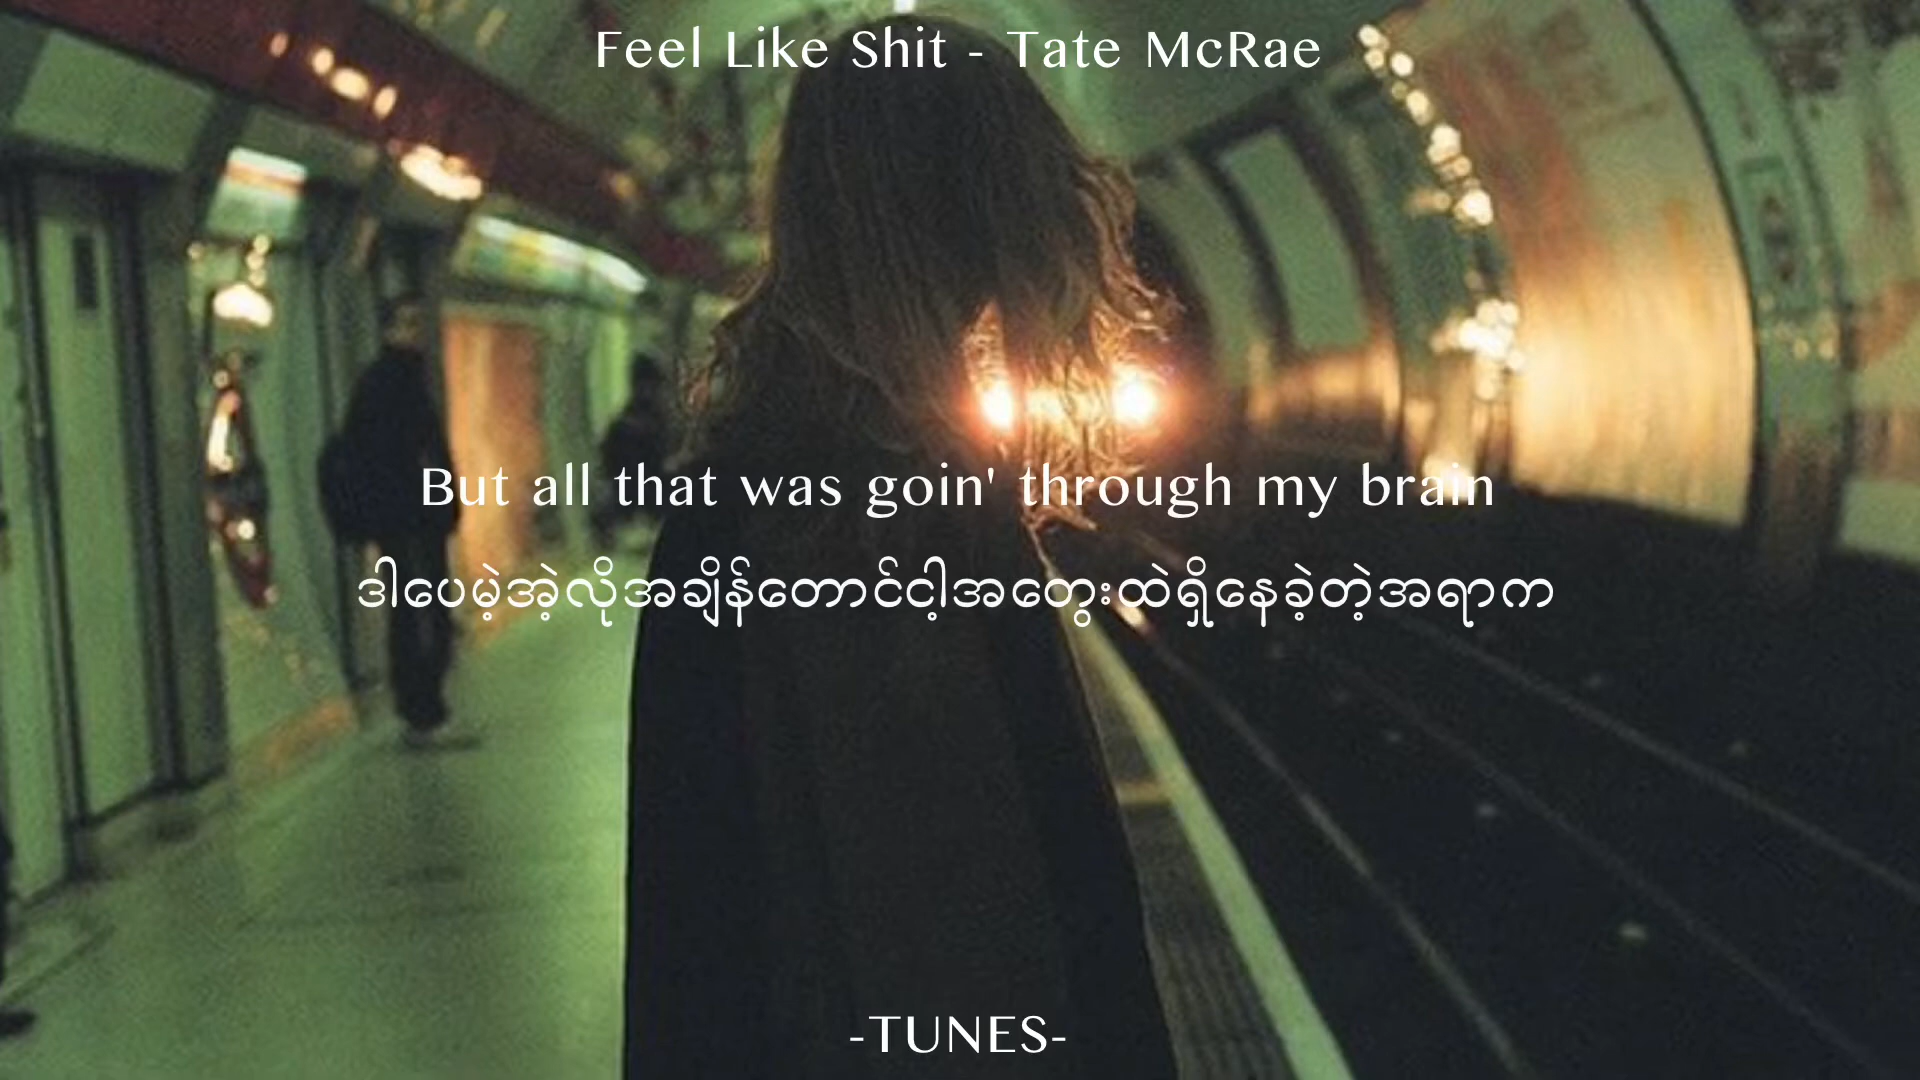 Feel Like Shit - Tate McRae
But all that was goin' through my brain
ဒါပေမဲ့အဲ့လိုအချိန်တောင်ငါ့အတွေးထဲရှိနေခဲ့တဲ့အရာက
-TUNES-